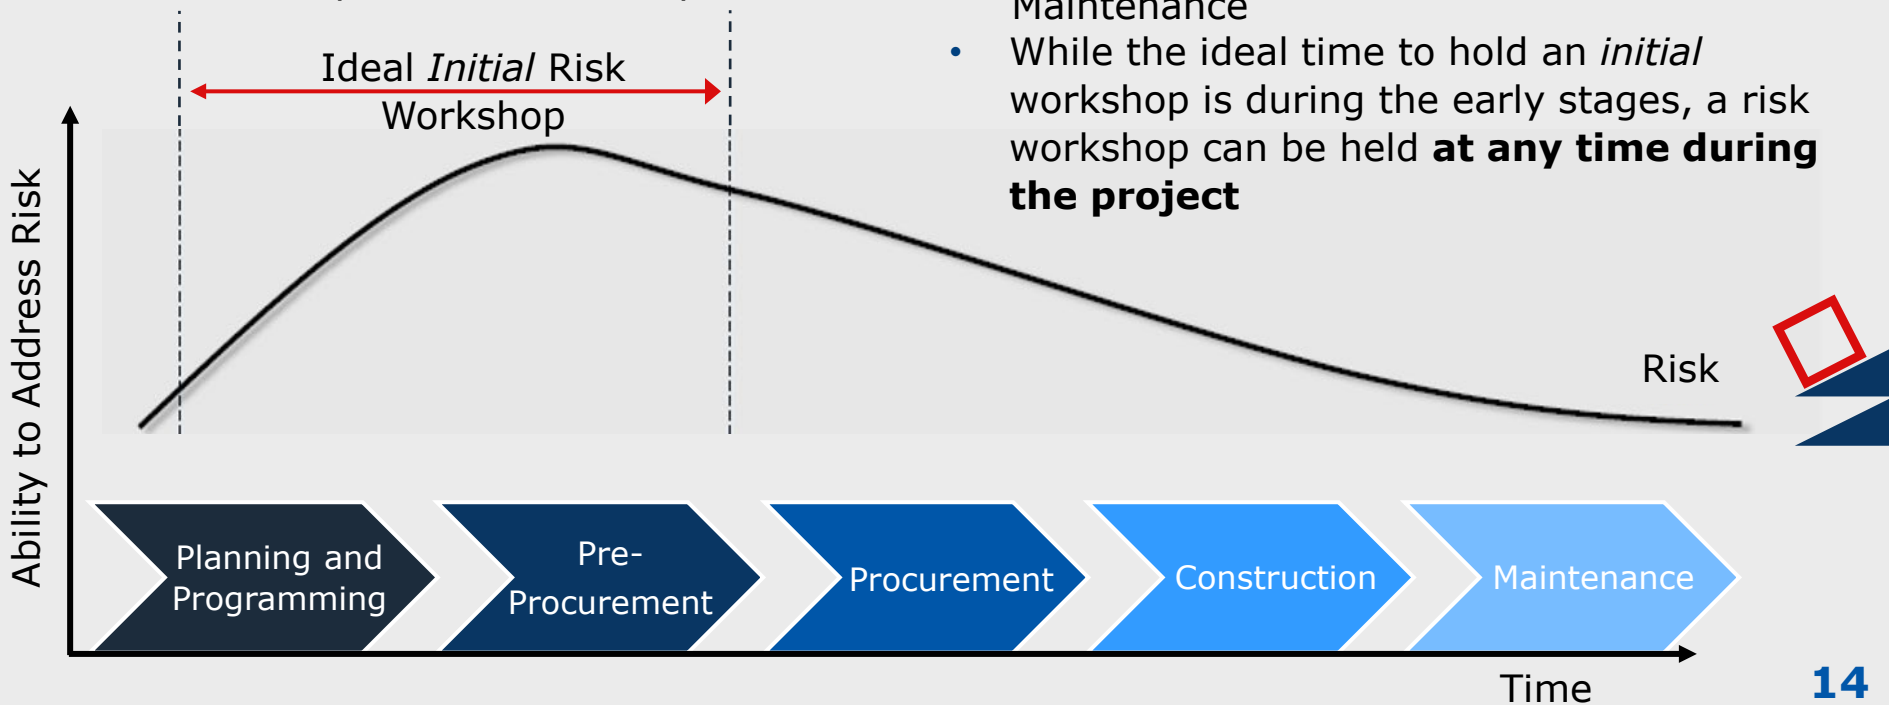 Maintenance
• While the ideal time to hold an initial
workshop is during the early stages, a risk
workshop can be held at any time during
the project
Ideal Initial Risk
Workshop
Ability to Address Risk
Risk
Planning and
Programming
Pre-
Procurement
Procurement
Construction
Maintenance
Time
14